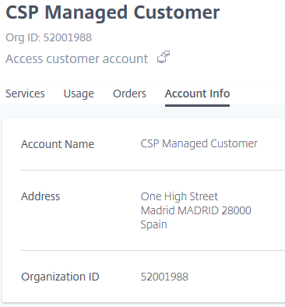 CSP Managed Customer
Org ID: 52001988
Access customer account
Services Usage Orders Account Info
Account Name CSP Managed Customer
Address One High Street
Madrid MADRID 28000
Spain
Organization ID 52001988